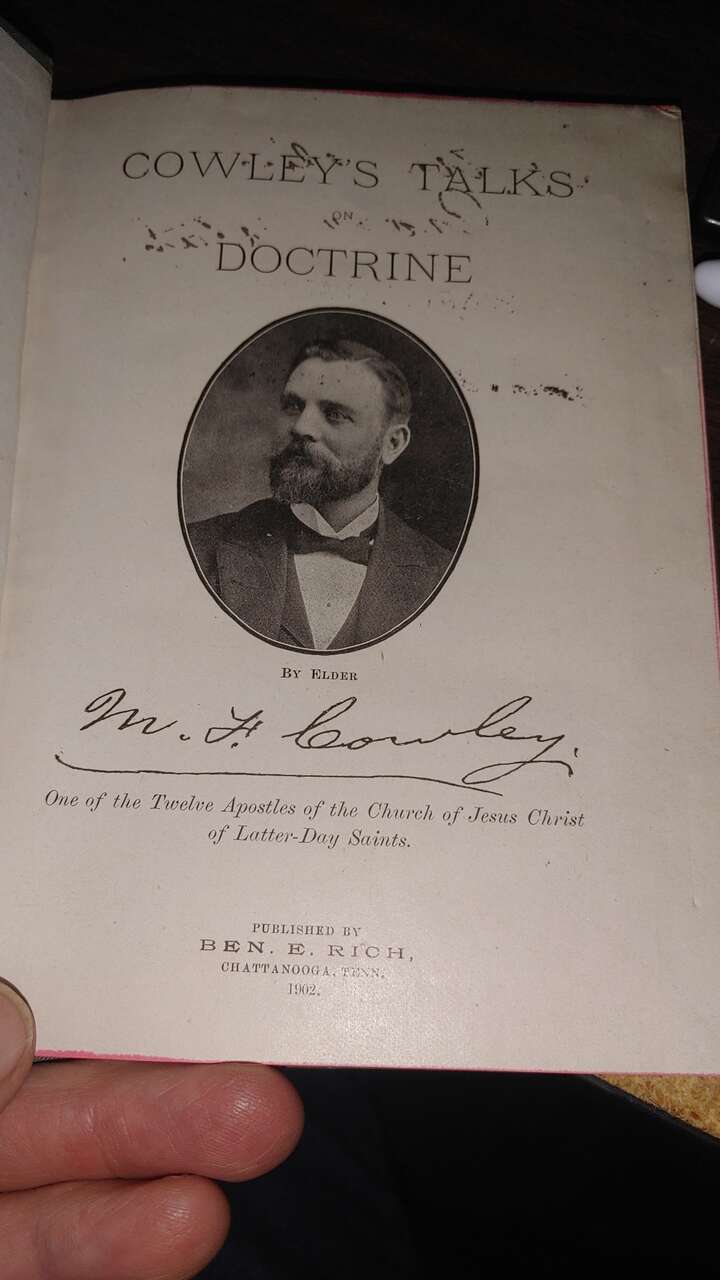 COWLEY'S TALKS
ON
DOCTRINE
BY ELDER
M. F. Cowley.
One of the Twelve Apostles of the Church of Jesus Christ
of Latter-Day Saints.
PUBLISHED BY
BEN. E. RICH,
CHATTANOOGA, TENN.
1902.